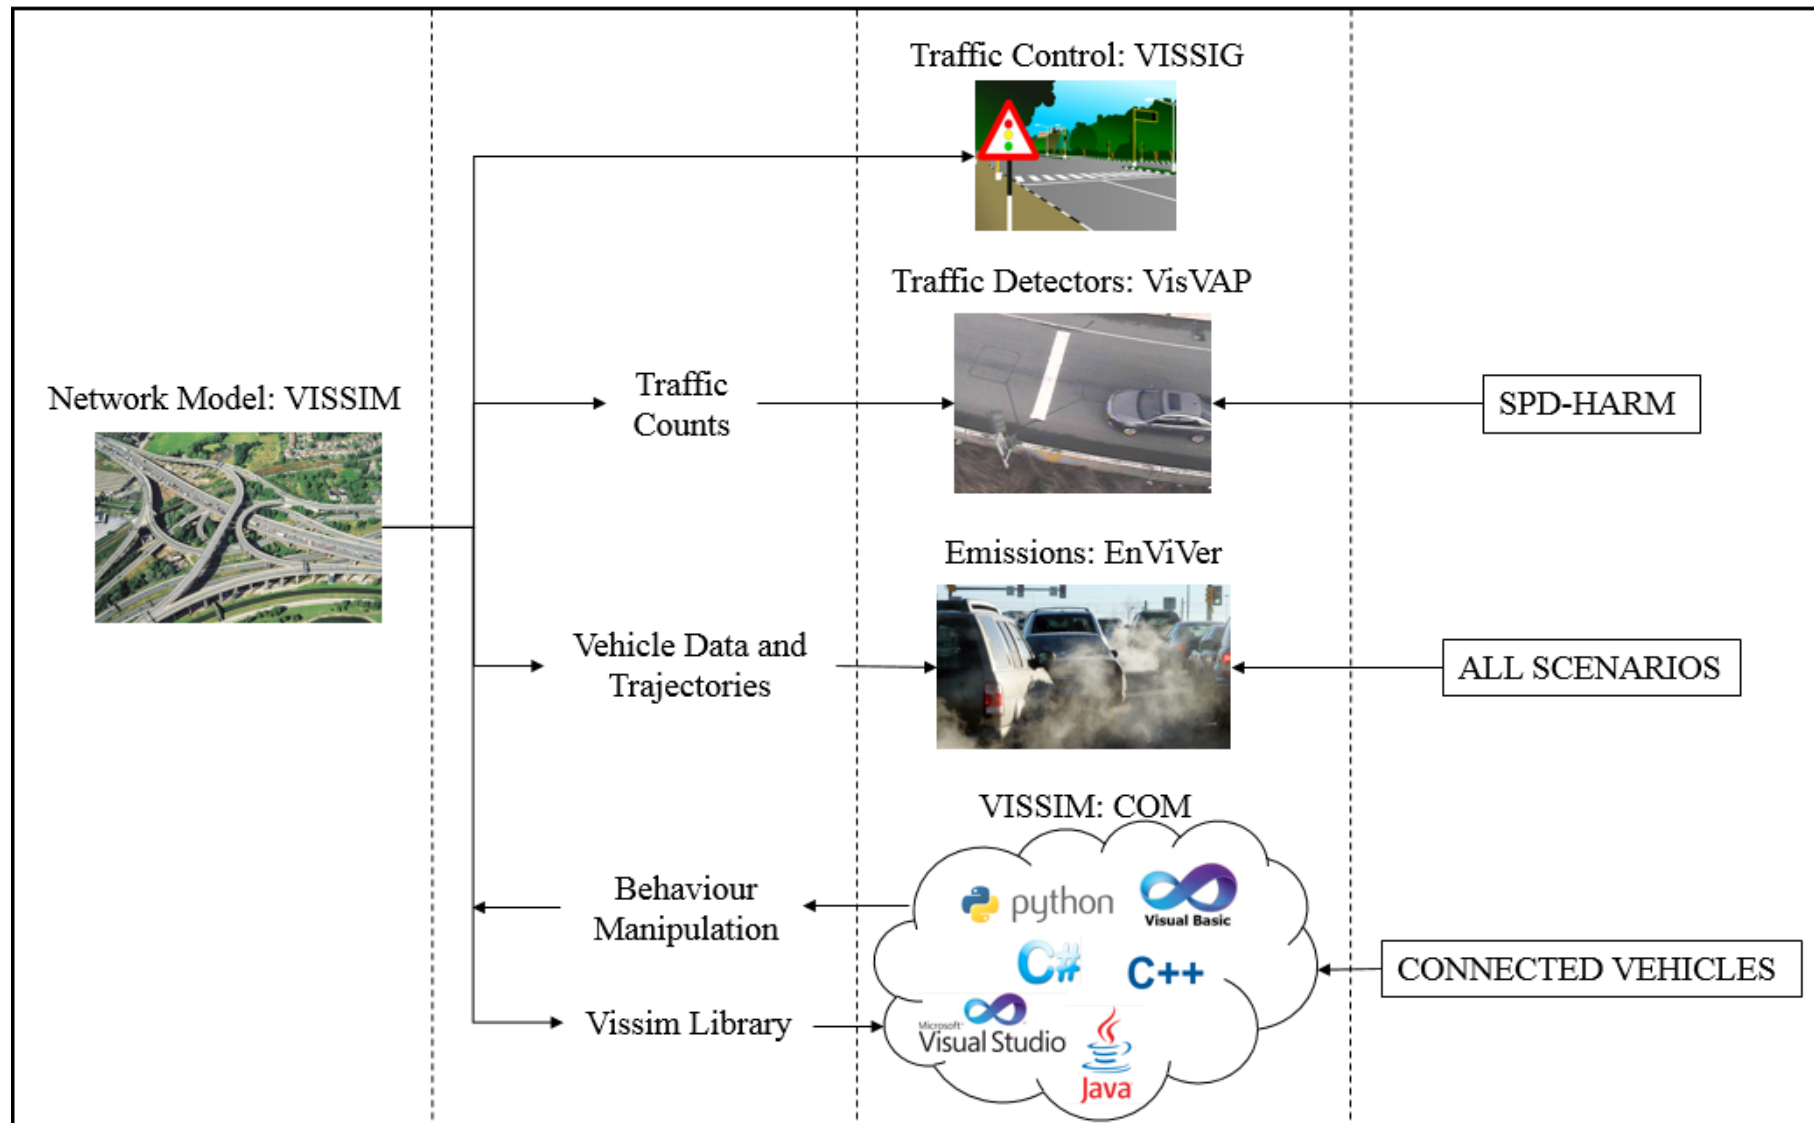 Traffic Control: VISSIG
Traffic Detectors: VisVAP
Network Model: VISSIM
Traffic
Counts
SPD-HARM
Emissions: EnViVer
Vehicle Data and
Trajectories
ALL SCENARIOS
VISSIM: COM
Behaviour
Manipulation
python
Visual Basic
C#
C++
CONNECTED VEHICLES
Vissim Library
Microsoft
Visual Studio
Java